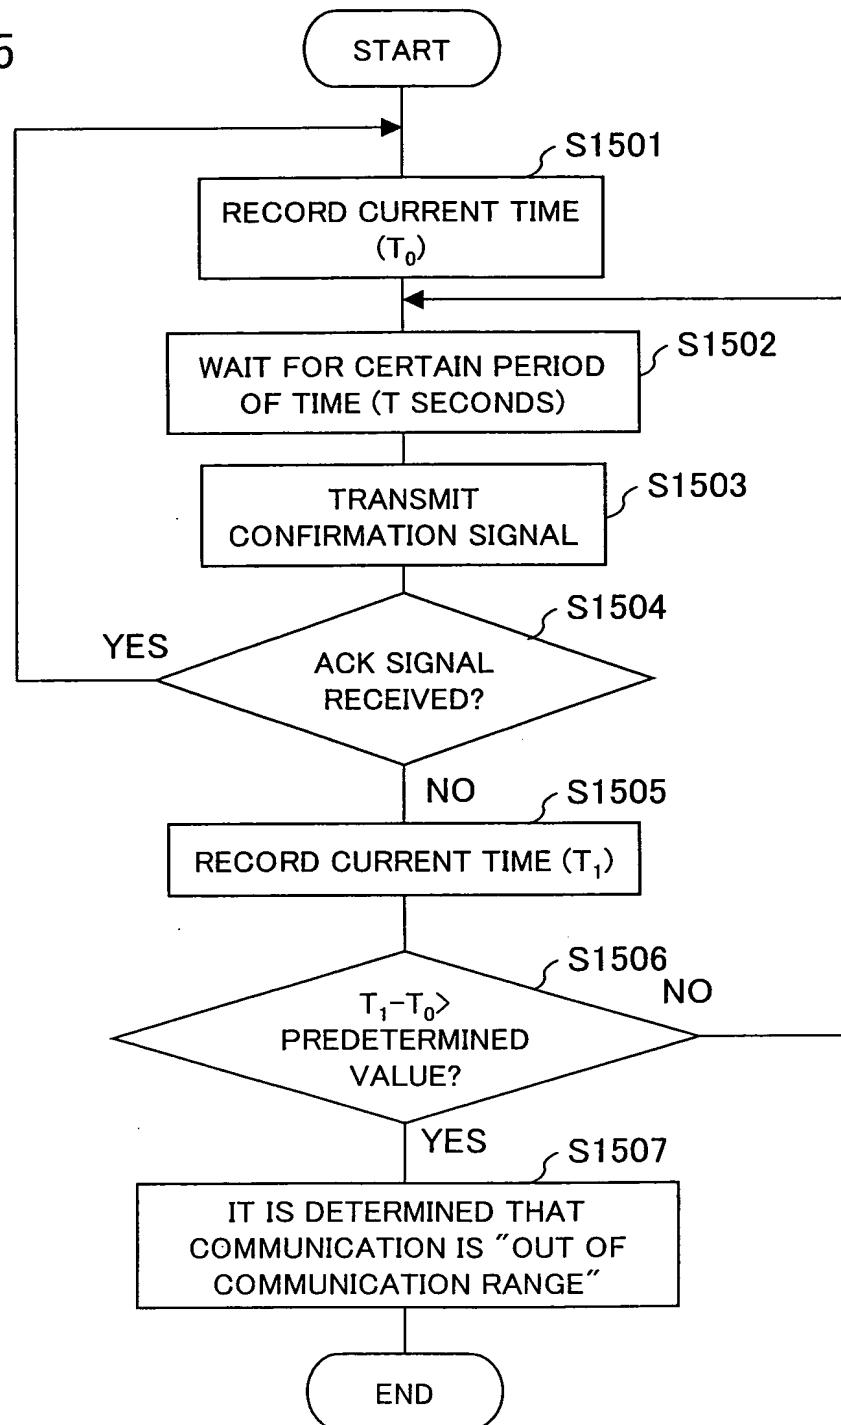 5
START
S1501
RECORD CURRENT TIME
(T₀)
S1502
WAIT FOR CERTAIN PERIOD
OF TIME (T SECONDS)
S1503
TRANSMIT
CONFIRMATION SIGNAL
S1504
YES
ACK SIGNAL
RECEIVED?
NO
S1505
RECORD CURRENT TIME (T₁)
S1506
NO
T₁-T₀>
PREDETERMINED
VALUE?
YES
S1507
IT IS DETERMINED THAT
COMMUNICATION IS "OUT OF
COMMUNICATION RANGE"
END